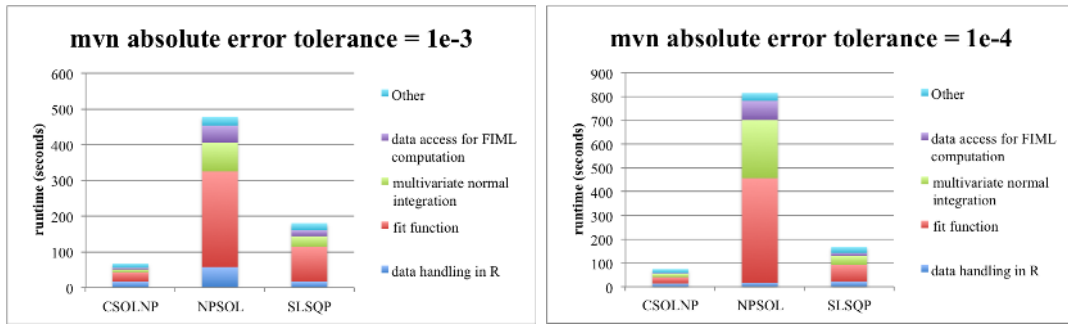 mvn absolute error tolerance = 1e-3
600
500
400
300
200
100
0
runtime (seconds)
CSOLNP
NPSOL
SLSQP
Other
data access for FIML
computation
multivariate normal
integration
fit function
data handling in R
mvn absolute error tolerance = 1e-4
900
800
700
600
500
400
300
200
100
0
runtime (seconds)
CSOLNP
NPSOL
SLSQP
Other
data access for FIML
computation
multivariate normal
integration
fit function
data handling in R